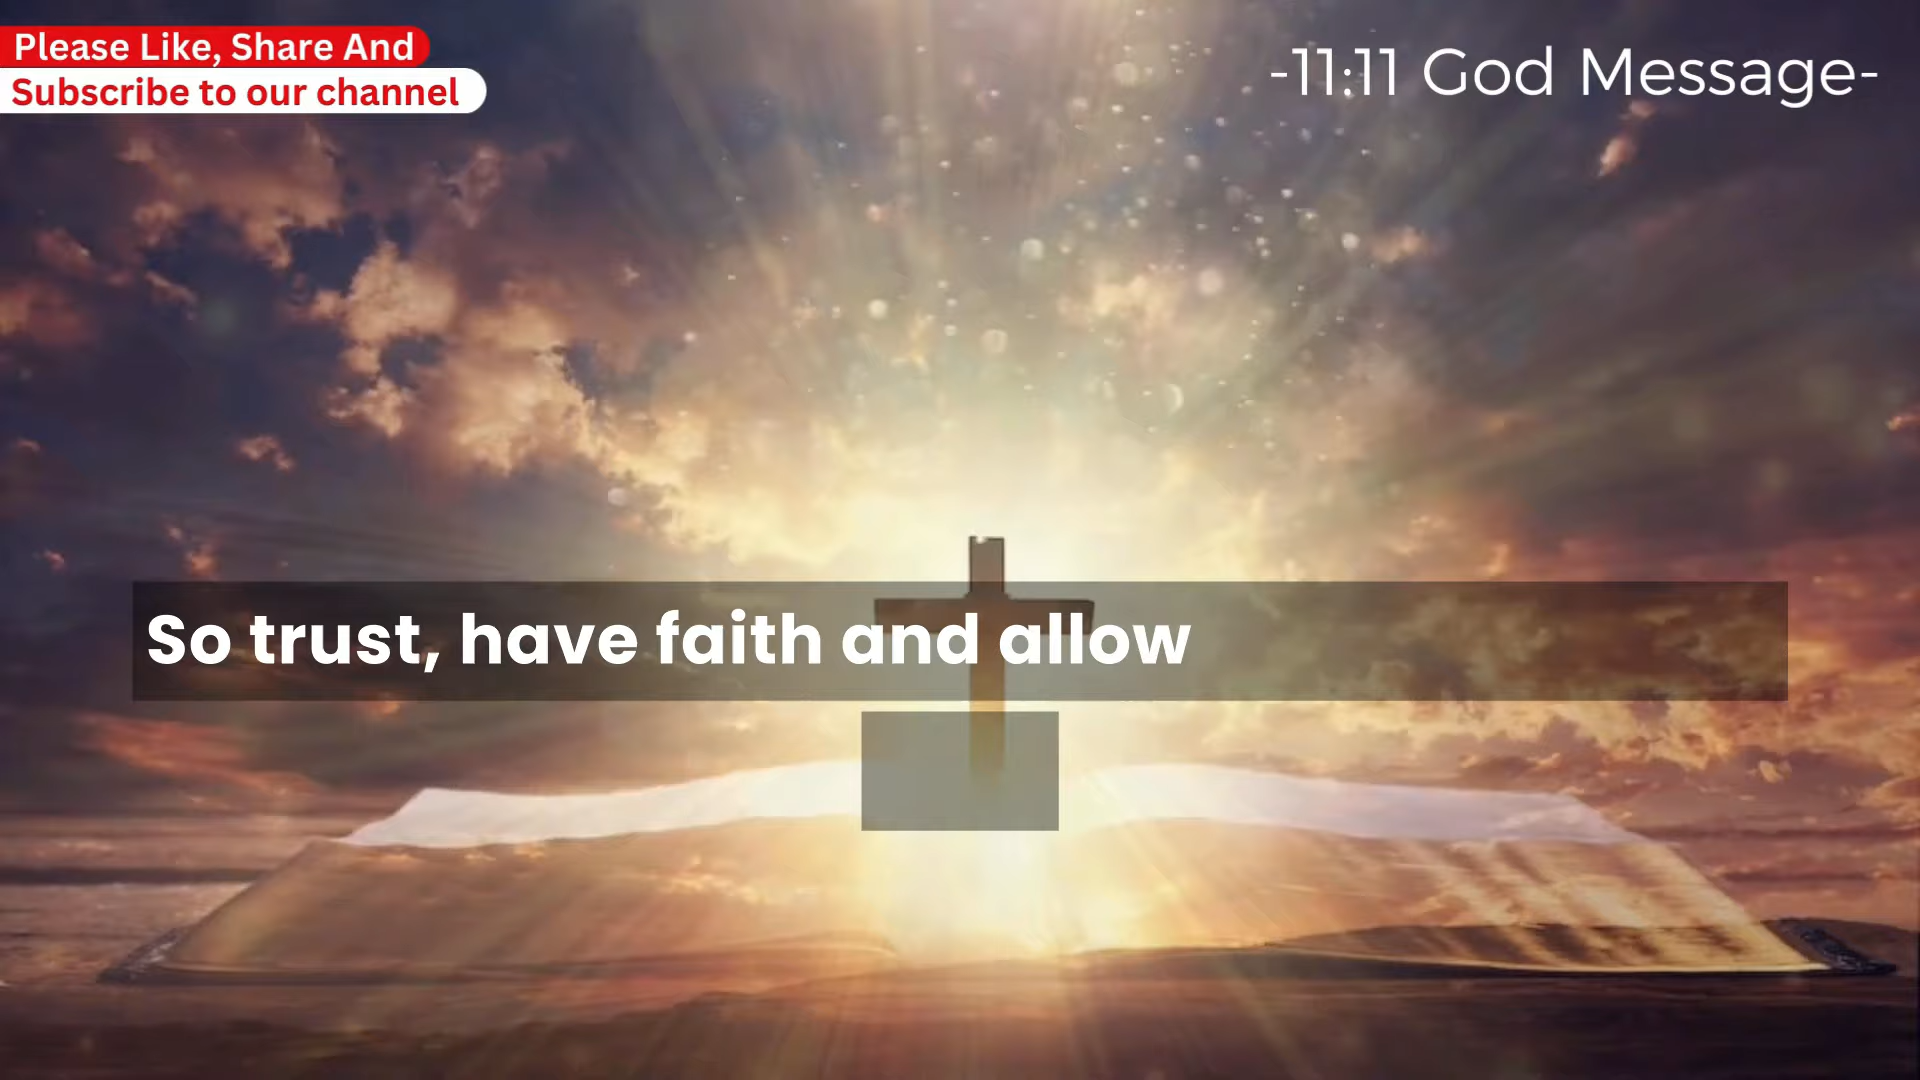 Please Like, Share And
Subscribe to our channel
-11:11 God Message-
So trust, have faith and allow